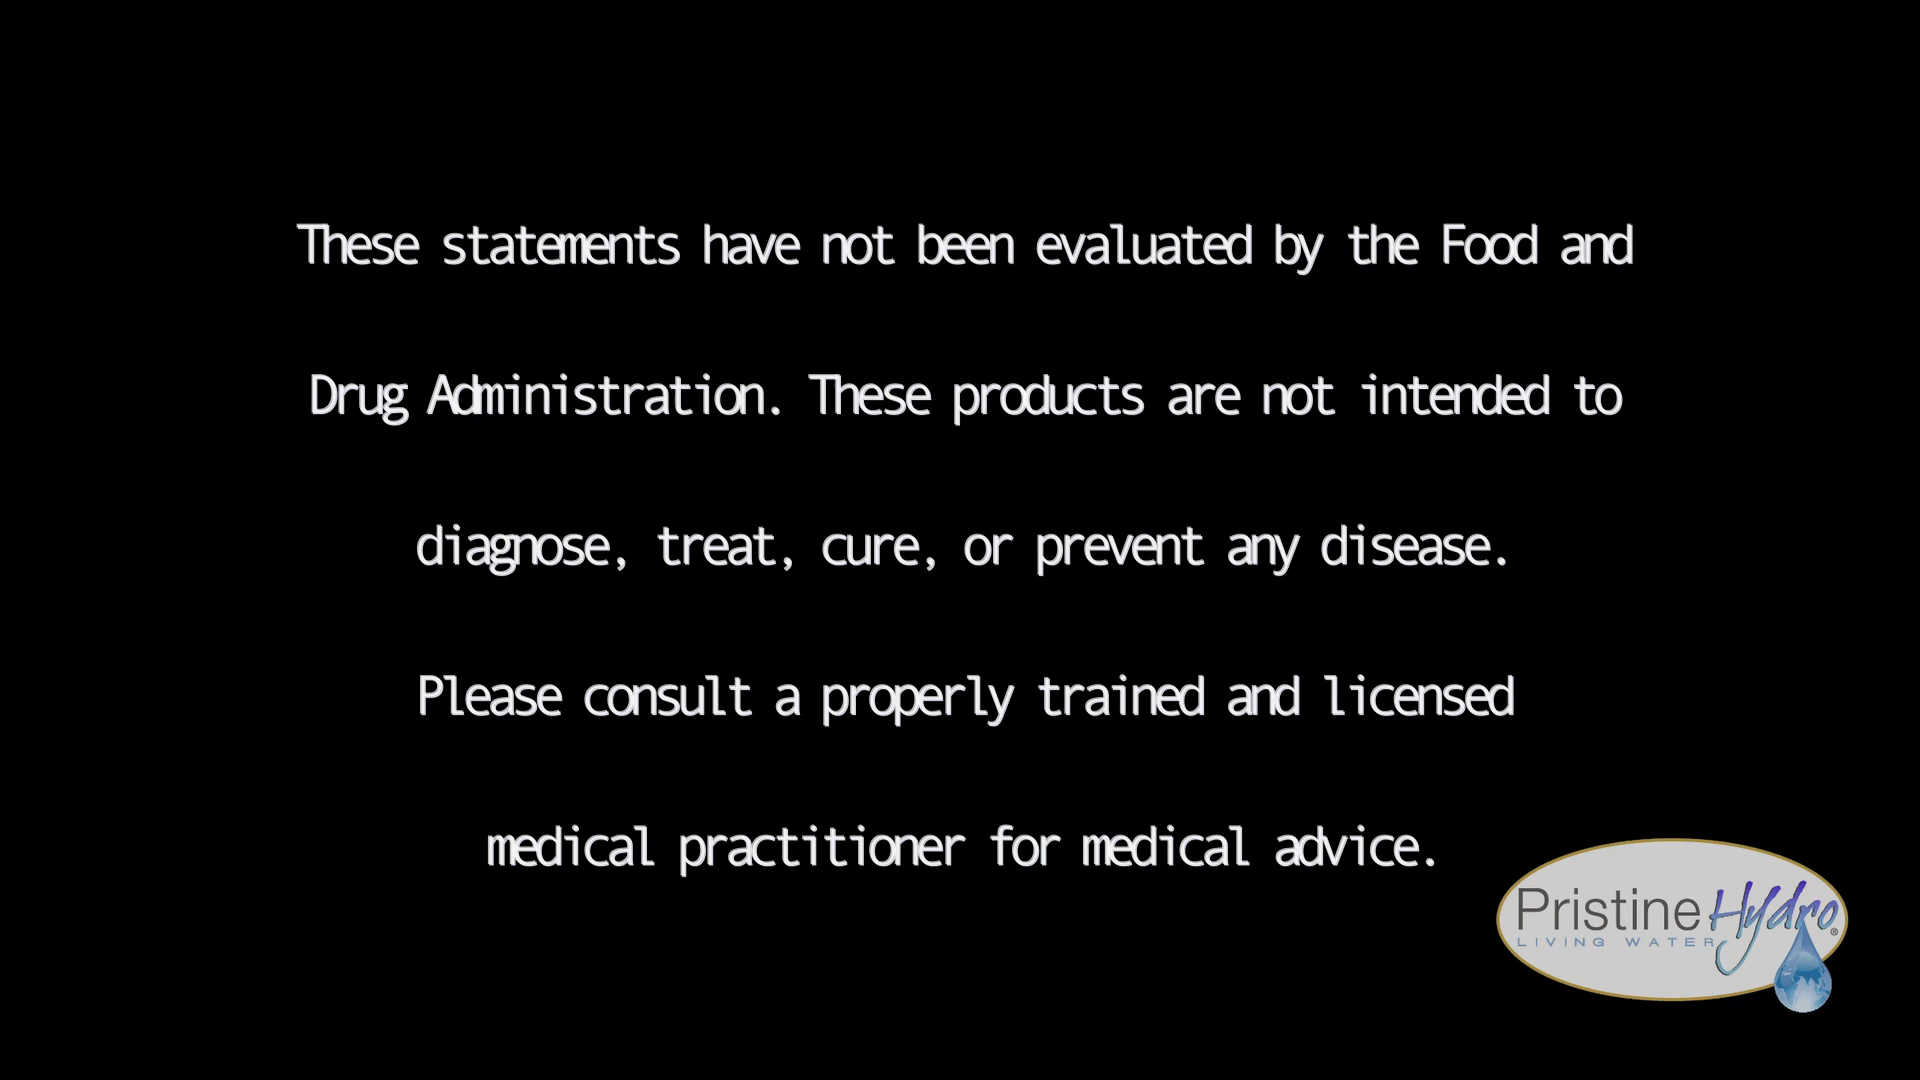 These statements have not been evaluated by the Food and
Drug Administration. These products are not intended to
diagnose, treat, cure, or prevent any disease.
Please consult a properly trained and licensed
medical practitioner for medical advice.
Pristine Hydro®
LIVING WATER